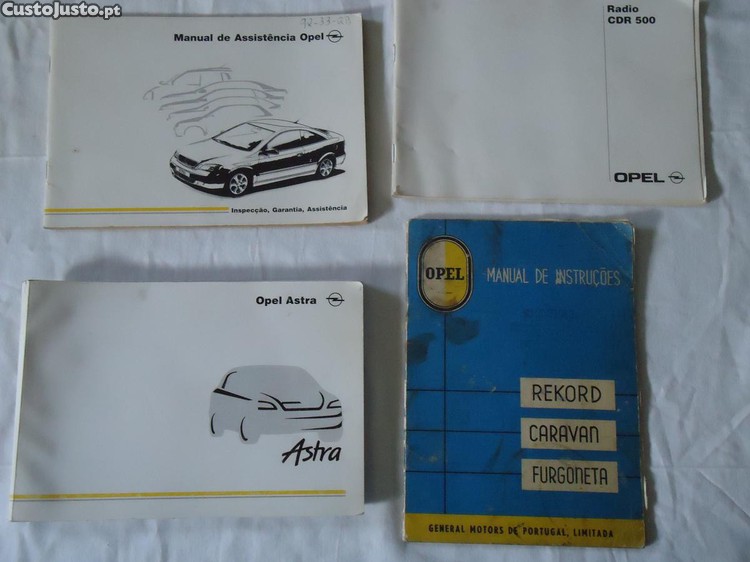 CustoJusto.pt
Manual de Assistência Opel
Inspecção, Garantia, Assistência
Radio
CDR 500
OPEL
Opel Astra
Astra
OPEL
MANUAL DE INSTRUÇÕES
REKORD
CARAVAN
FURGONETA
GENERAL MOTORS DE PORTUGAL, LIMITADA